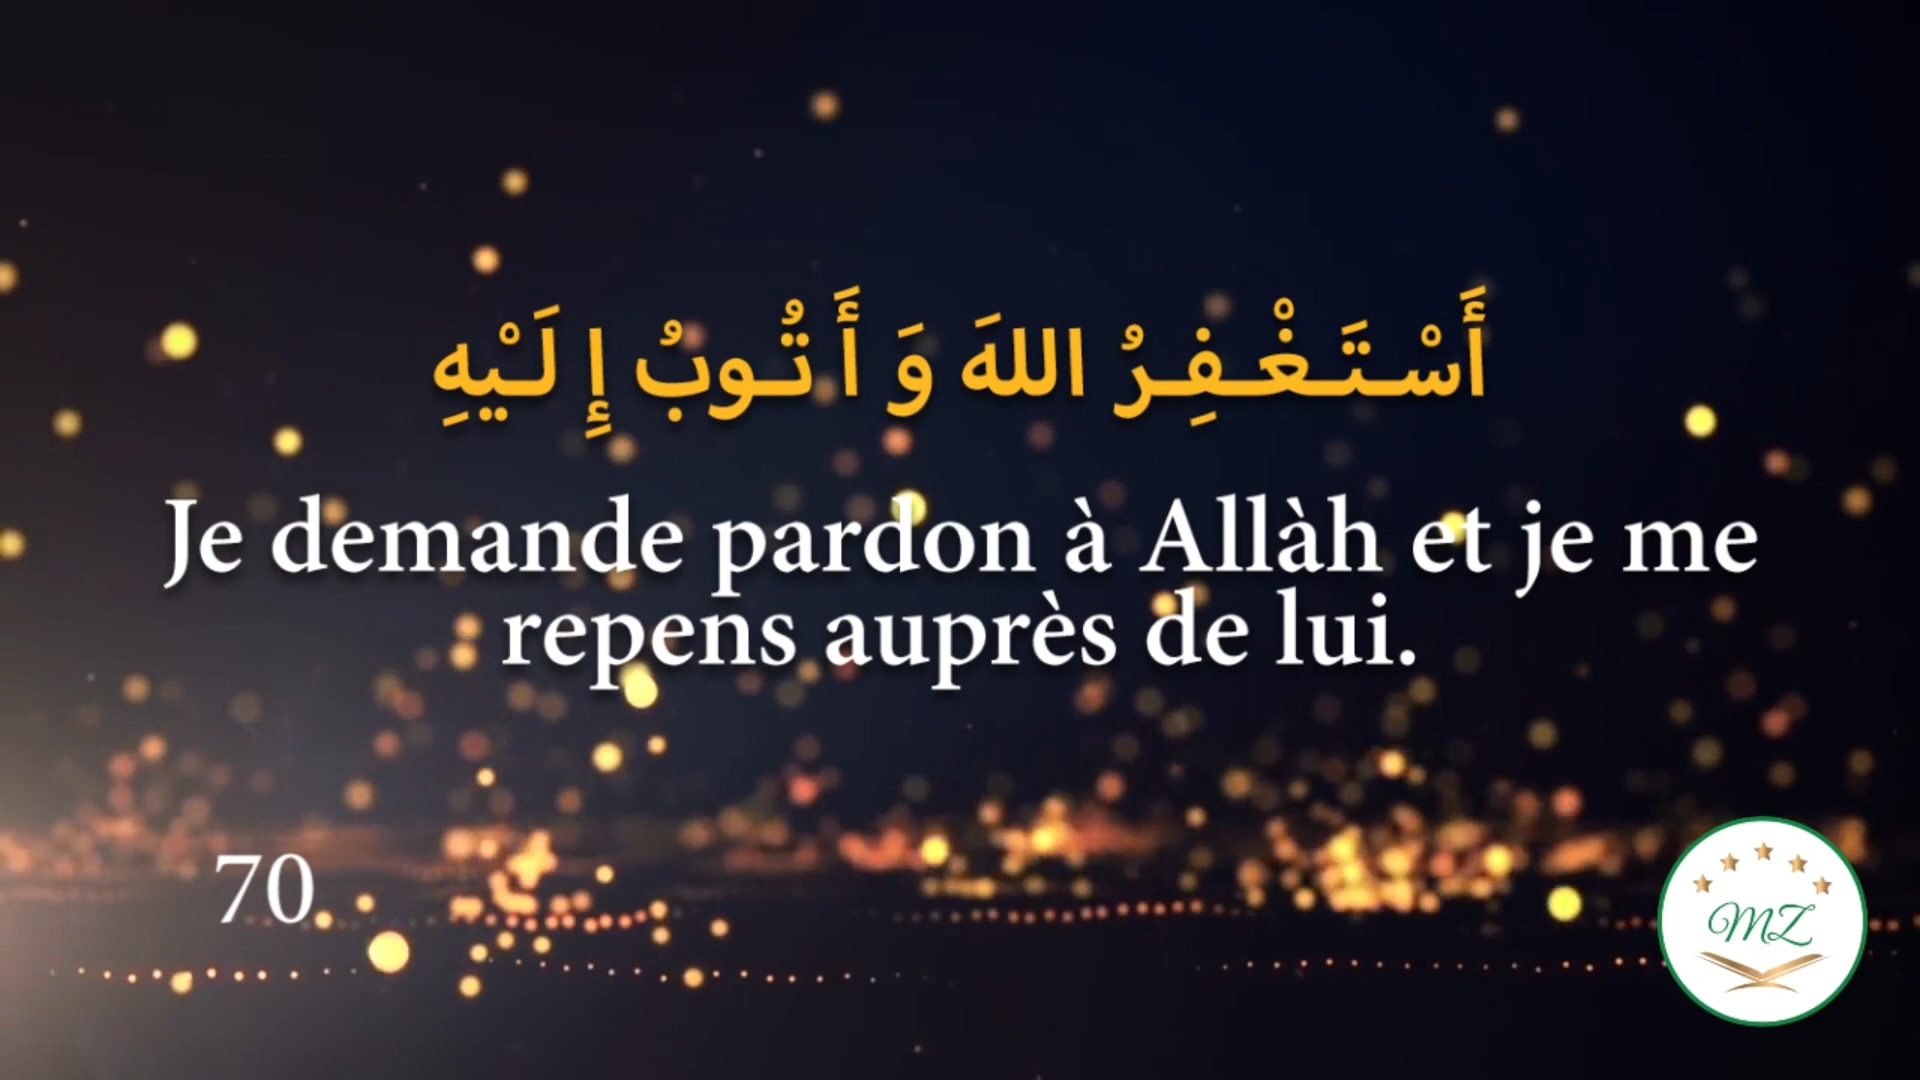 أَسْتَغْفِرُ اللهَ وَ أَتُوبُ إِلَيْهِ
Je demande pardon à Allàh et je me
repens auprès de lui.
70
MZ